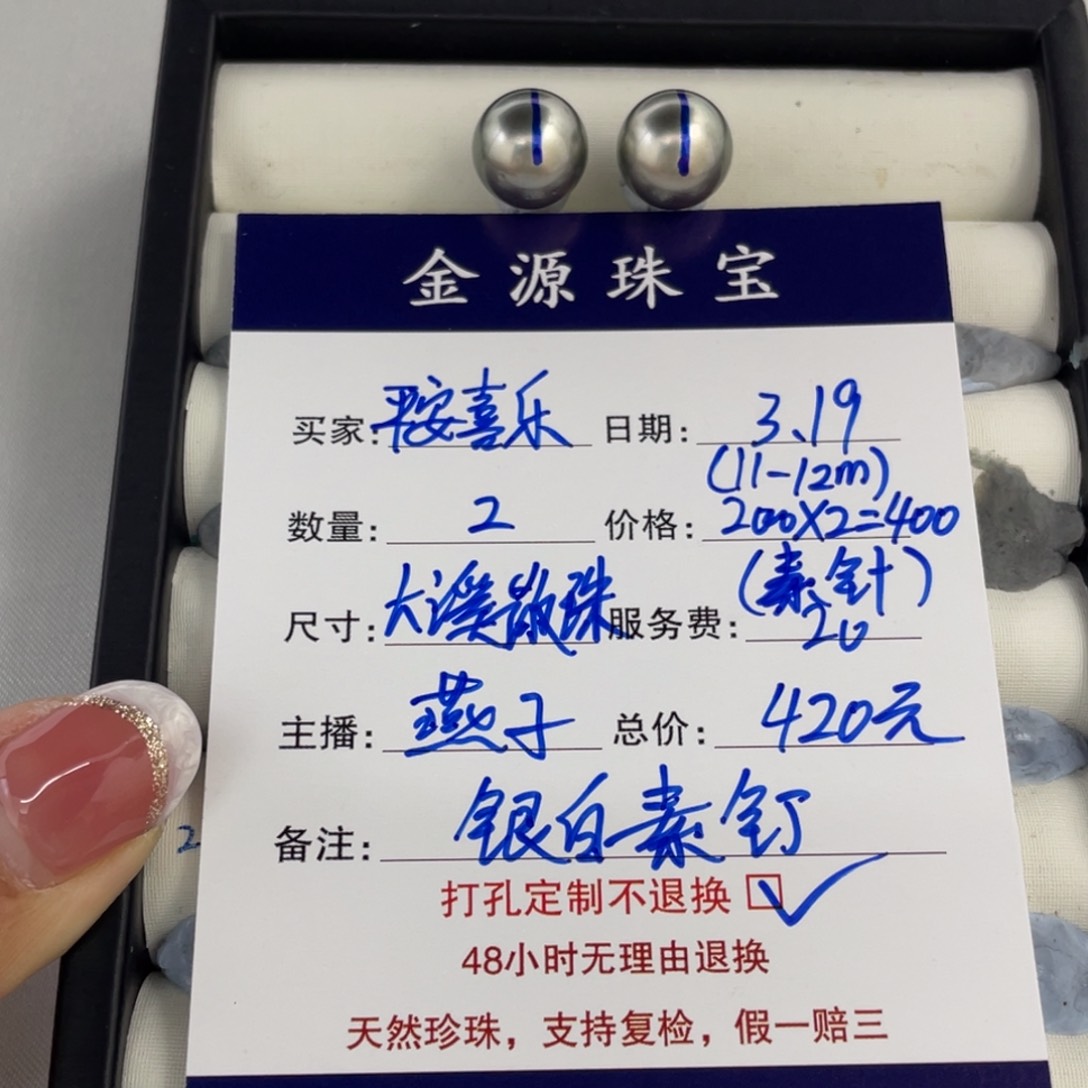 金源珠宝
买家: 平安喜乐 日期: 3.19
(11-12m)
数量: 2 价格: 200X2=400
(素针)
尺寸: 大溪散珠 服务费: 20
主播: 燕子 总价: 420元
备注: 银白素钉
打孔定制不退换 ☑
48小时无理由退换
天然珍珠，支持复检，假一赔三
2